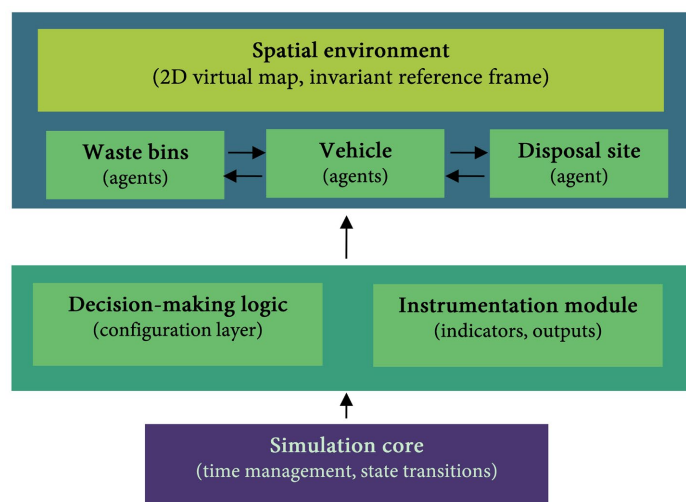 Spatial environment
(2D virtual map, invariant reference frame)
Waste bins
(agents)
Vehicle
(agents)
Disposal site
(agent)
Decision-making logic
(configuration layer)
Instrumentation module
(indicators, outputs)
Simulation core
(time management, state transitions)